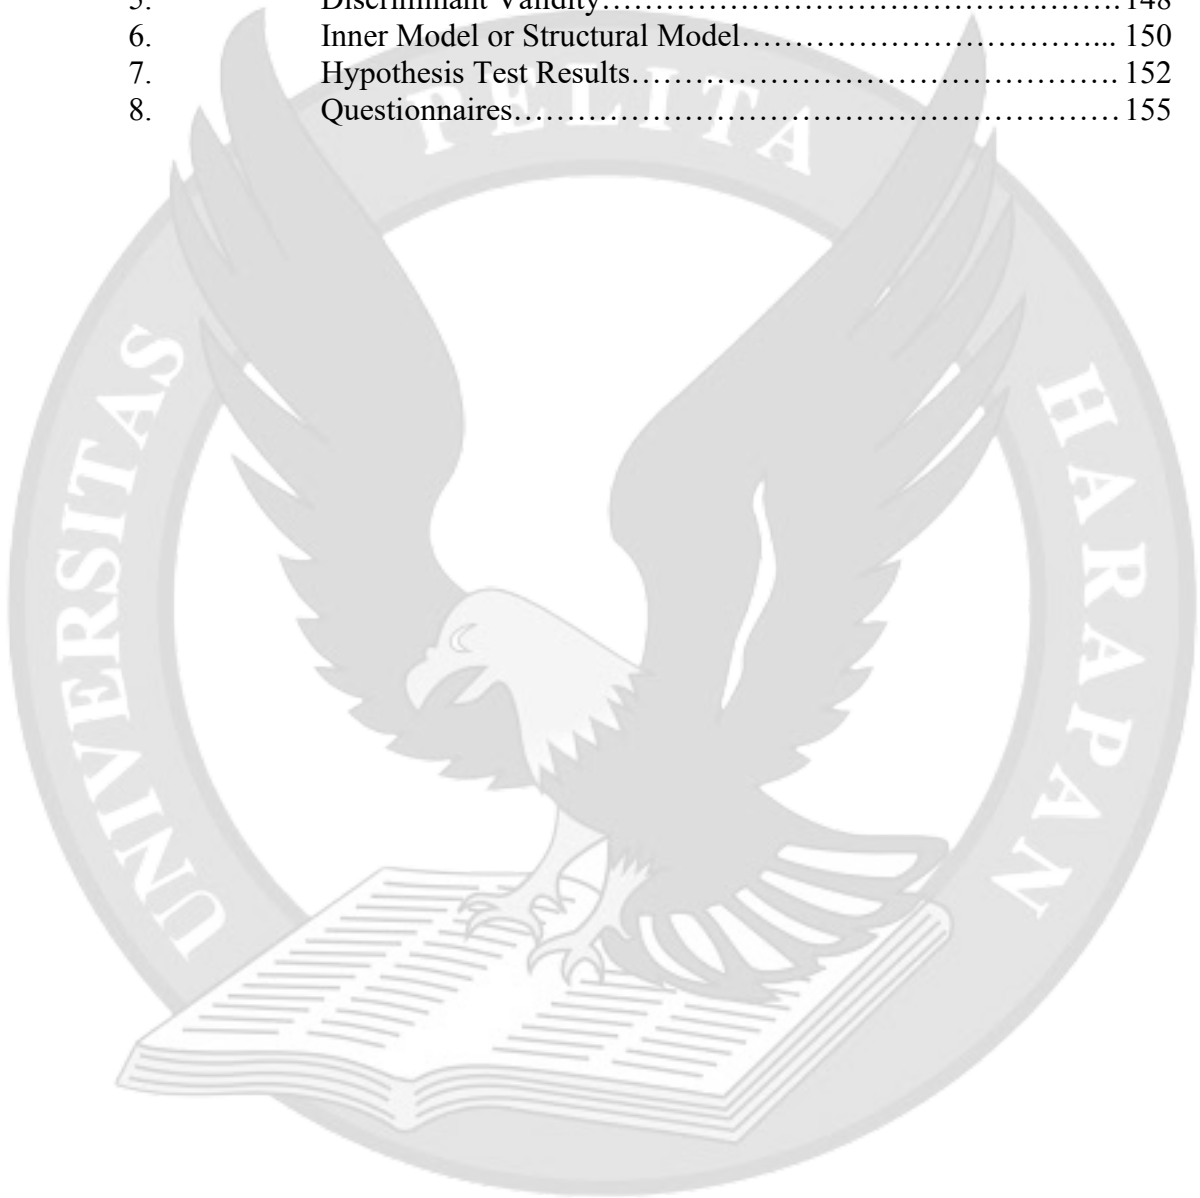 5. Discriminant Validity……………………………………………….148
6. Inner Model or Structural Model……………………………….... 150
7. Hypothesis Test Results…………………………………………. 152
8. Questionnaires……………………………………………………155
PELITA
UNIVERSITAS
HARAPAN